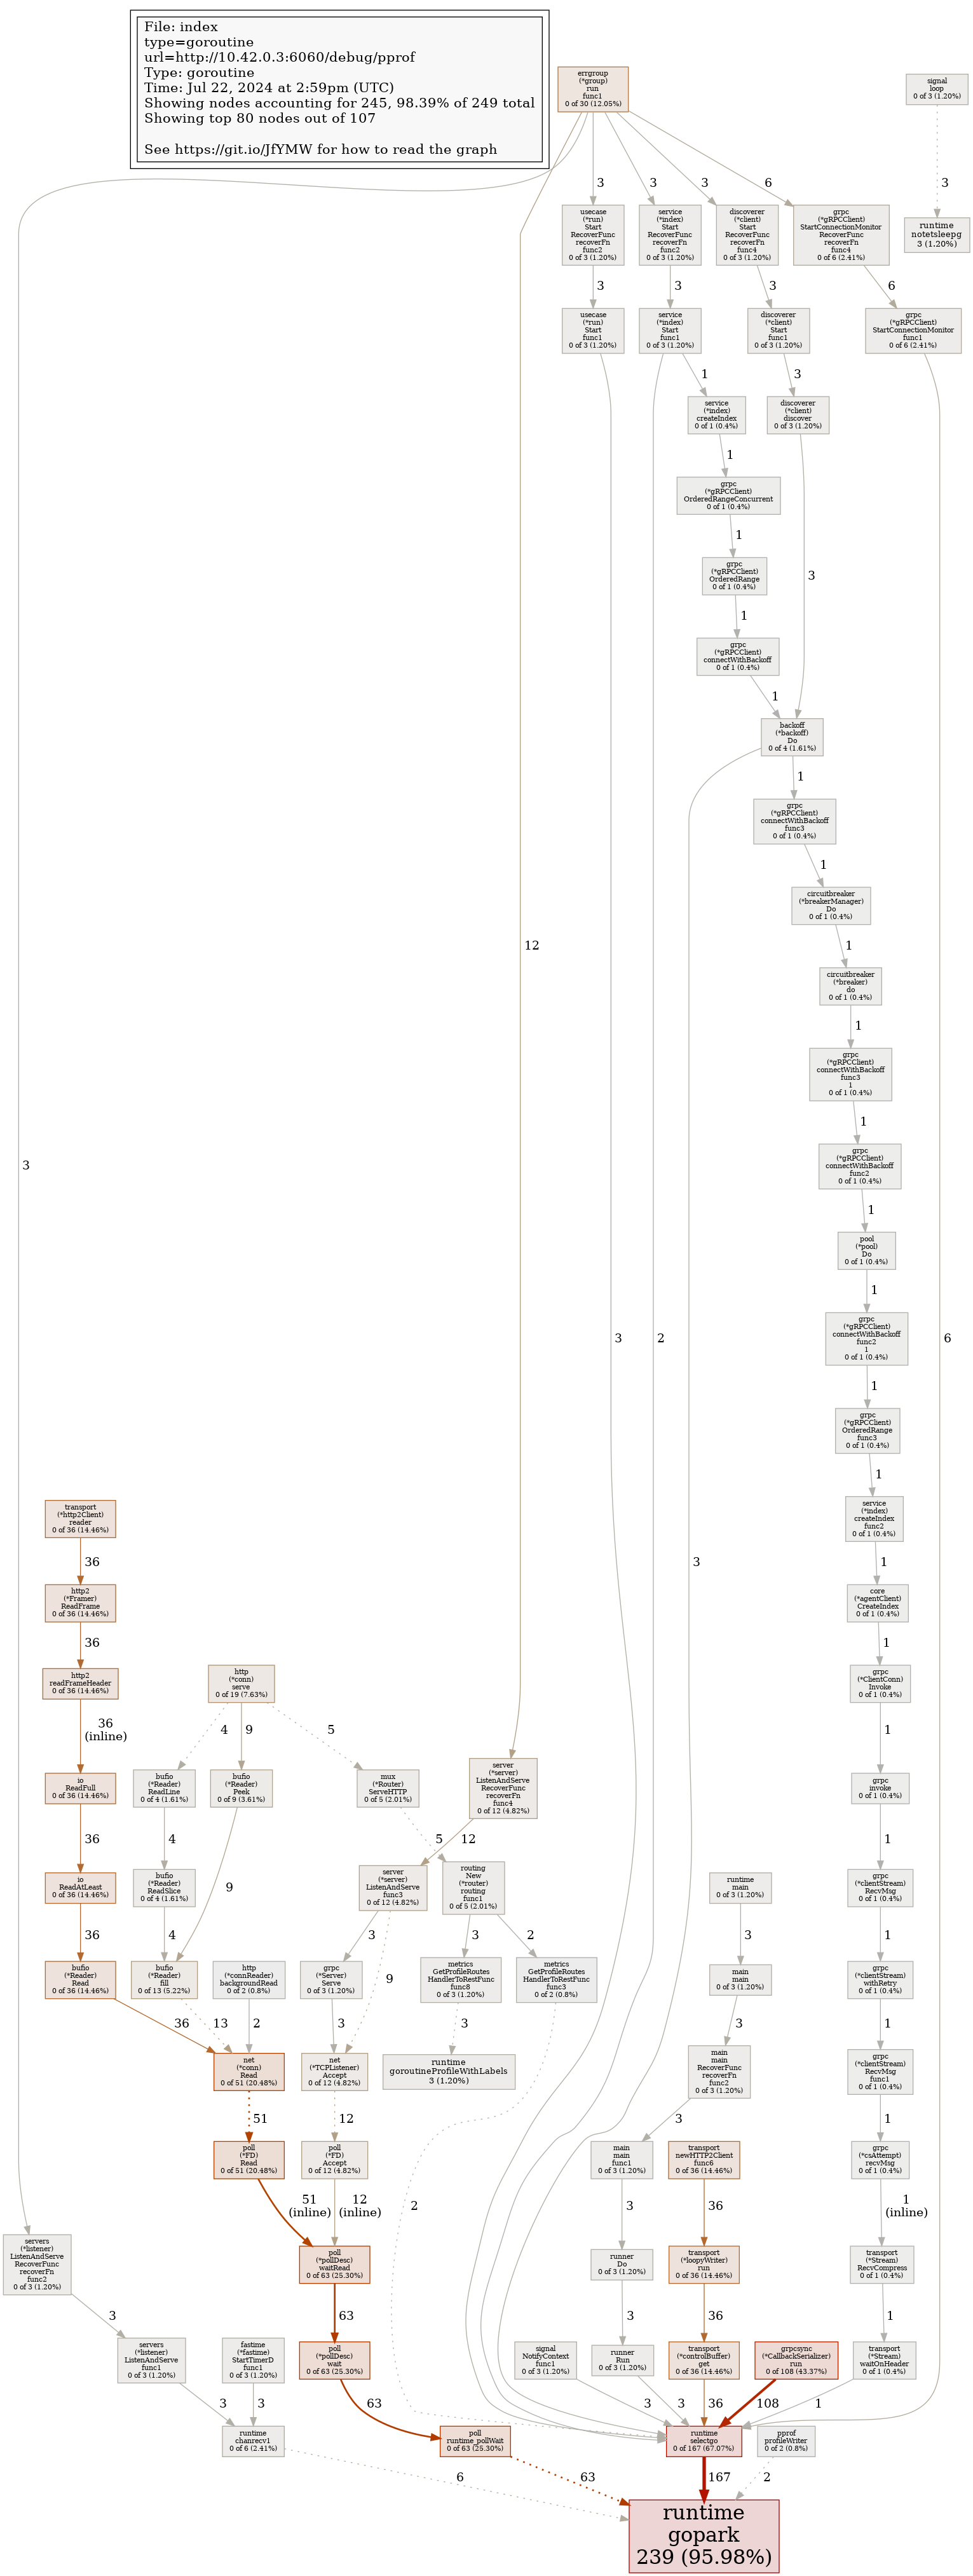 File: index
type=goroutine
url=http://10.42.0.3:6060/debug/pprof
Type: goroutine
Time: Jul 22, 2024 at 2:59pm (UTC)
Showing nodes accounting for 245, 98.39% of 249 total
Showing top 80 nodes out of 107
See https://git.io/JfYMW for how to read the graph
errgroup
(*group)
run
func1
0 of 30 (12.05%)
signal
loop
0 of 3 (1.20%)
3
3
3
6
3
usecase
(*run)
Start
RecoverFunc
recoverFn
func2
0 of 3 (1.20%)
service
(*index)
Start
RecoverFunc
recoverFn
func2
0 of 3 (1.20%)
discoverer
(*client)
Start
RecoverFunc
recoverFn
func4
0 of 3 (1.20%)
grpc
(*gRPCClient)
StartConnectionMonitor
RecoverFunc
recoverFn
func4
0 of 6 (2.41%)
runtime
notetsleepg
3 (1.20%)
3
3
3
6
usecase
(*run)
Start
func1
0 of 3 (1.20%)
service
(*index)
Start
func1
0 of 3 (1.20%)
discoverer
(*client)
Start
func1
0 of 3 (1.20%)
grpc
(*gRPCClient)
StartConnectionMonitor
func1
0 of 6 (2.41%)
1
3
service
(*index)
createIndex
0 of 1 (0.4%)
discoverer
(*client)
discover
0 of 3 (1.20%)
1
grpc
(*gRPCClient)
OrderedRangeConcurrent
0 of 1 (0.4%)
1
grpc
(*gRPCClient)
OrderedRange
0 of 1 (0.4%)
3
1
grpc
(*gRPCClient)
connectWithBackoff
0 of 1 (0.4%)
1
backoff
(*backoff)
Do
0 of 4 (1.61%)
1
grpc
(*gRPCClient)
connectWithBackoff
func3
0 of 1 (0.4%)
1
circuitbreaker
(*breakerManager)
Do
0 of 1 (0.4%)
12
1
circuitbreaker
(*breaker)
do
0 of 1 (0.4%)
1
grpc
(*gRPCClient)
connectWithBackoff
func3
1
0 of 1 (0.4%)
1
grpc
(*gRPCClient)
connectWithBackoff
func2
0 of 1 (0.4%)
3
1
pool
(*pool)
Do
0 of 1 (0.4%)
1
grpc
(*gRPCClient)
connectWithBackoff
func2
1
0 of 1 (0.4%)
3
2
6
1
grpc
(*gRPCClient)
OrderedRange
func3
0 of 1 (0.4%)
1
transport
(*http2Client)
reader
0 of 36 (14.46%)
service
(*index)
createIndex
func2
0 of 1 (0.4%)
36
3
1
http2
(*Framer)
ReadFrame
0 of 36 (14.46%)
core
(*agentClient)
CreateIndex
0 of 1 (0.4%)
36
1
http2
readFrameHeader
0 of 36 (14.46%)
http
(*conn)
serve
0 of 19 (7.63%)
grpc
(*ClientConn)
Invoke
0 of 1 (0.4%)
36
(inline)
4
9
5
1
io
ReadFull
0 of 36 (14.46%)
bufio
(*Reader)
ReadLine
0 of 4 (1.61%)
bufio
(*Reader)
Peek
0 of 9 (3.61%)
mux
(*Router)
ServeHTTP
0 of 5 (2.01%)
server
(*server)
ListenAndServe
RecoverFunc
recoverFn
func4
0 of 12 (4.82%)
grpc
invoke
0 of 1 (0.4%)
36
4
5
12
1
io
ReadAtLeast
0 of 36 (14.46%)
bufio
(*Reader)
ReadSlice
0 of 4 (1.61%)
9
server
(*server)
ListenAndServe
func3
0 of 12 (4.82%)
routing
New
(*router)
routing
func1
0 of 5 (2.01%)
runtime
main
0 of 3 (1.20%)
grpc
(*clientStream)
RecvMsg
0 of 1 (0.4%)
36
4
3
3
2
3
1
bufio
(*Reader)
Read
0 of 36 (14.46%)
bufio
(*Reader)
fill
0 of 13 (5.22%)
http
(*connReader)
backgroundRead
0 of 2 (0.8%)
grpc
(*Server)
Serve
0 of 3 (1.20%)
9
metrics
GetProfileRoutes
HandlerToRestFunc
func8
0 of 3 (1.20%)
metrics
GetProfileRoutes
HandlerToRestFunc
func3
0 of 2 (0.8%)
main
main
0 of 3 (1.20%)
grpc
(*clientStream)
withRetry
0 of 1 (0.4%)
36
13
2
3
3
3
1
net
(*conn)
Read
0 of 51 (20.48%)
net
(*TCPListener)
Accept
0 of 12 (4.82%)
runtime
goroutineProfileWithLabels
3 (1.20%)
main
main
RecoverFunc
recoverFn
func2
0 of 3 (1.20%)
grpc
(*clientStream)
RecvMsg
func1
0 of 1 (0.4%)
51
12
3
1
poll
(*FD)
Read
0 of 51 (20.48%)
poll
(*FD)
Accept
0 of 12 (4.82%)
main
main
func1
0 of 3 (1.20%)
transport
newHTTP2Client
func6
0 of 36 (14.46%)
grpc
(*csAttempt)
recvMsg
0 of 1 (0.4%)
51
(inline)
12
(inline)
2
3
36
1
(inline)
servers
(*listener)
ListenAndServe
RecoverFunc
recoverFn
func2
0 of 3 (1.20%)
poll
(*pollDesc)
waitRead
0 of 63 (25.30%)
runner
Do
0 of 3 (1.20%)
transport
(*loopyWriter)
run
0 of 36 (14.46%)
transport
(*Stream)
RecvCompress
0 of 1 (0.4%)
3
63
3
36
1
servers
(*listener)
ListenAndServe
func1
0 of 3 (1.20%)
fastime
(*fastime)
StartTimerD
func1
0 of 3 (1.20%)
poll
(*pollDesc)
wait
0 of 63 (25.30%)
signal
NotifyContext
func1
0 of 3 (1.20%)
runner
Run
0 of 3 (1.20%)
transport
(*controlBuffer)
get
0 of 36 (14.46%)
grpcsync
(*CallbackSerializer)
run
0 of 108 (43.37%)
transport
(*Stream)
waitOnHeader
0 of 1 (0.4%)
3
3
63
3
3
36
108
1
runtime
chanrecv1
0 of 6 (2.41%)
poll
runtime_pollWait
0 of 63 (25.30%)
runtime
selectgo
0 of 167 (67.07%)
pprof
profileWriter
0 of 2 (0.8%)
6
63
167
2
runtime
gopark
239 (95.98%)